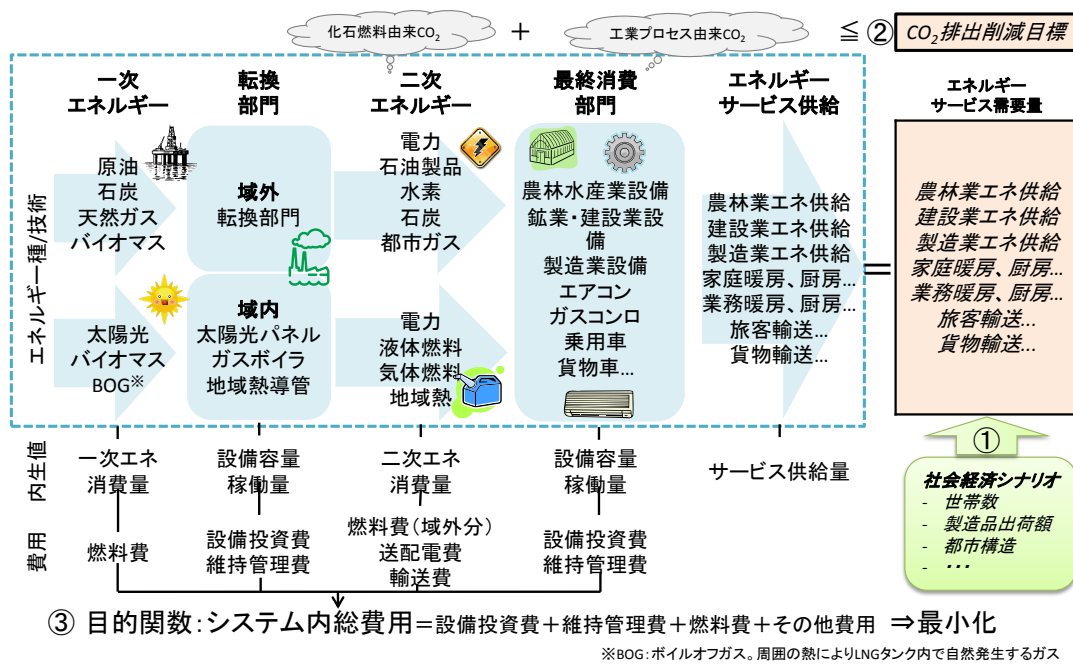 化石燃料由来CO2
＋
工業プロセス由来CO2
≦ ②
CO2排出削減目標
一次
エネルギー
転換
部門
二次
エネルギー
最終消費
部門
エネルギー
サービス供給
エネルギー
サービス需要量
エネルギー種/技術
原油
石炭
天然ガス
バイオマス
域外
転換部門
電力
石油製品
水素
石炭
都市ガス
太陽光
バイオマス
BOG※
域内
太陽光パネル
ガスボイラ
地域熱導管
電力
液体燃料
気体燃料
地域熱
農林水産業設備
鉱業・建設業設
備
製造業設備
エアコン
ガスコンロ
乗用車
貨物車…
農林業エネ供給
建設業エネ供給
製造業エネ供給
家庭暖房、厨房…
業務暖房、厨房…
旅客輸送…
貨物輸送…
＝
農林業エネ供給
建設業エネ供給
製造業エネ供給
家庭暖房、厨房…
業務暖房、厨房…
旅客輸送…
貨物輸送…
内生値
一次エネ
消費量
設備容量
稼働量
二次エネ
消費量
設備容量
稼働量
サービス供給量
①
社会経済シナリオ
- 世帯数
- 製造品出荷額
- 都市構造
- ・・・
費用
燃料費
設備投資費
維持管理費
燃料費（域外分）
送配電費
輸送費
設備投資費
維持管理費
③ 目的関数：システム内総費用＝設備投資費＋維持管理費＋燃料費＋その他費用 ⇒最小化
※BOG：ボイルオフガス。周囲の熱によりLNGタンク内で自然発生するガス